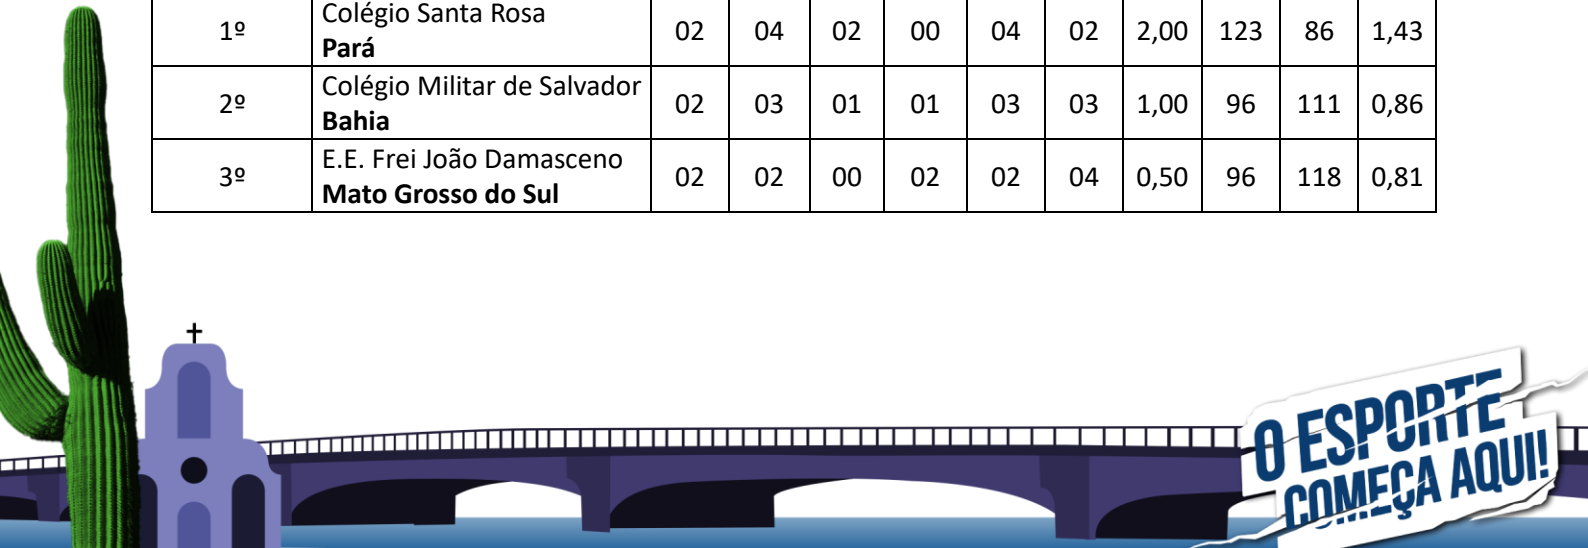 1º Colégio Santa Rosa 02 04 02 00 04 02 2,00 123 86 1,43
Pará
2º Colégio Militar de Salvador 02 03 01 01 03 03 1,00 96 111 0,86
Bahia
3º E.E. Frei João Damasceno 02 02 00 02 02 04 0,50 96 118 0,81
Mato Grosso do Sul
O ESPORTE
COMEÇA AQUI!